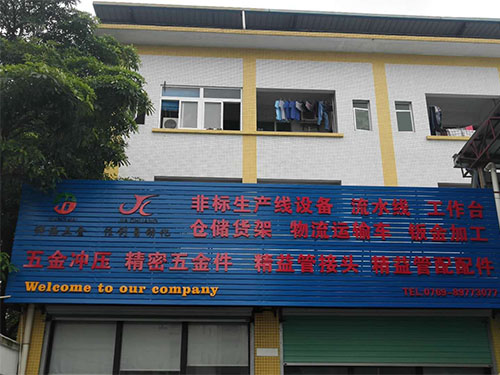 非标生产线设备 流水线 工作台
仓储货架 物流运输车 钣金加工
五金冲压 精密五金件 精益管接头 精益管配配件
Welcome to our company
TEL:0769-89773077